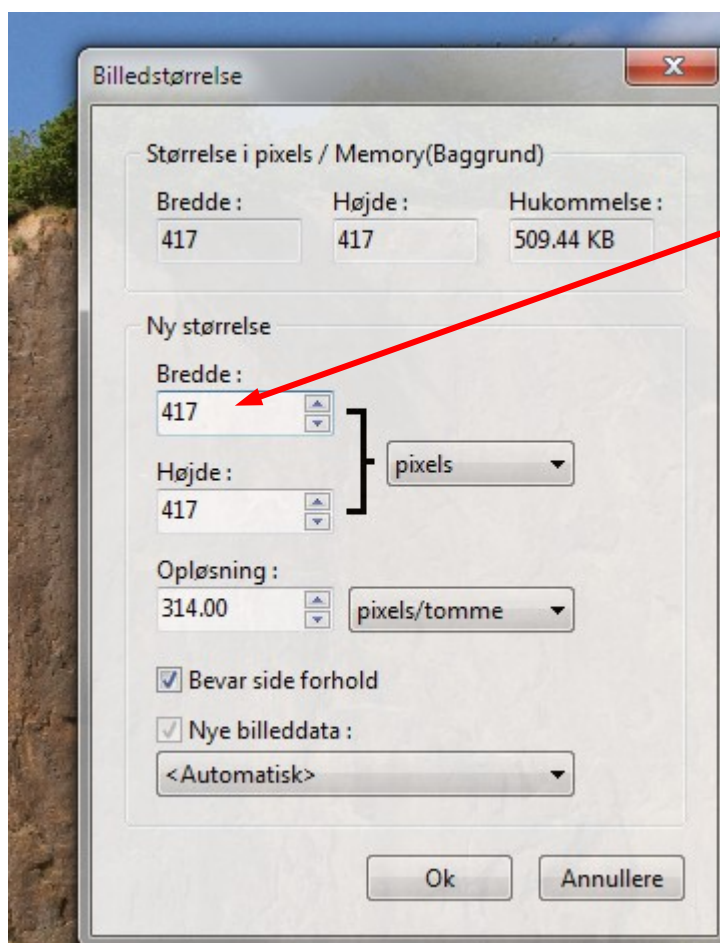 Billedstørrelse
Størrelse i pixels / Memory(Baggrund)
Bredde : Højde : Hukommelse :
417 417 509.44 KB
Ny størrelse
Bredde :
417
pixels
Højde :
417
Opløsning :
314.00 pixels/tomme
Bevar side forhold
Nye billeddata :
<Automatisk>
Ok Annullere